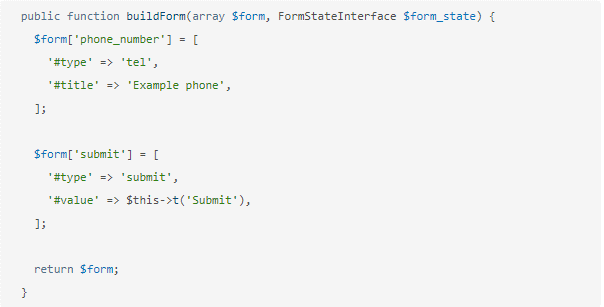 public function buildForm(array $form, FormStateInterface $form_state) {
  $form['phone_number'] = [
    '#type' => 'tel',
    '#title' => 'Example phone',
  ];

  $form['submit'] = [
    '#type' => 'submit',
    '#value' => $this->t('Submit'),
  ];

  return $form;
}